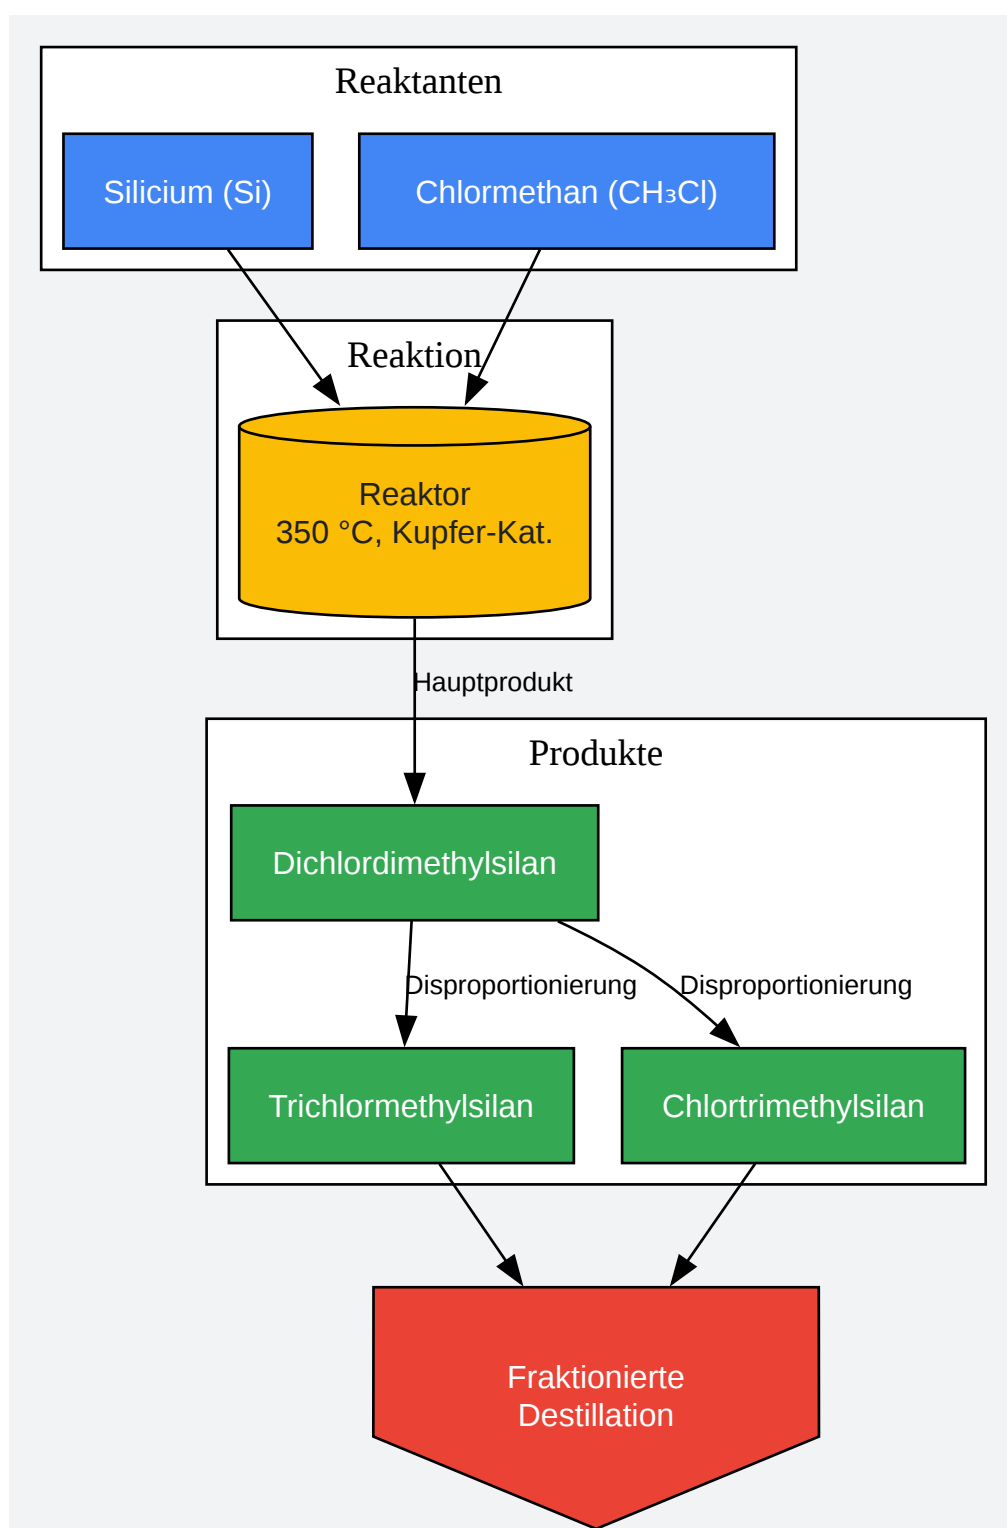 Reaktanten
Silicium (Si)
Chlormethan (CH₃Cl)
Reaktion
Reaktor
350 °C, Kupfer-Kat.
Hauptprodukt
Produkte
Dichlordimethylsilan
Disproportionierung
Disproportionierung
Trichlormethylsilan
Chlortrimethylsilan
Fraktionierte
Destillation